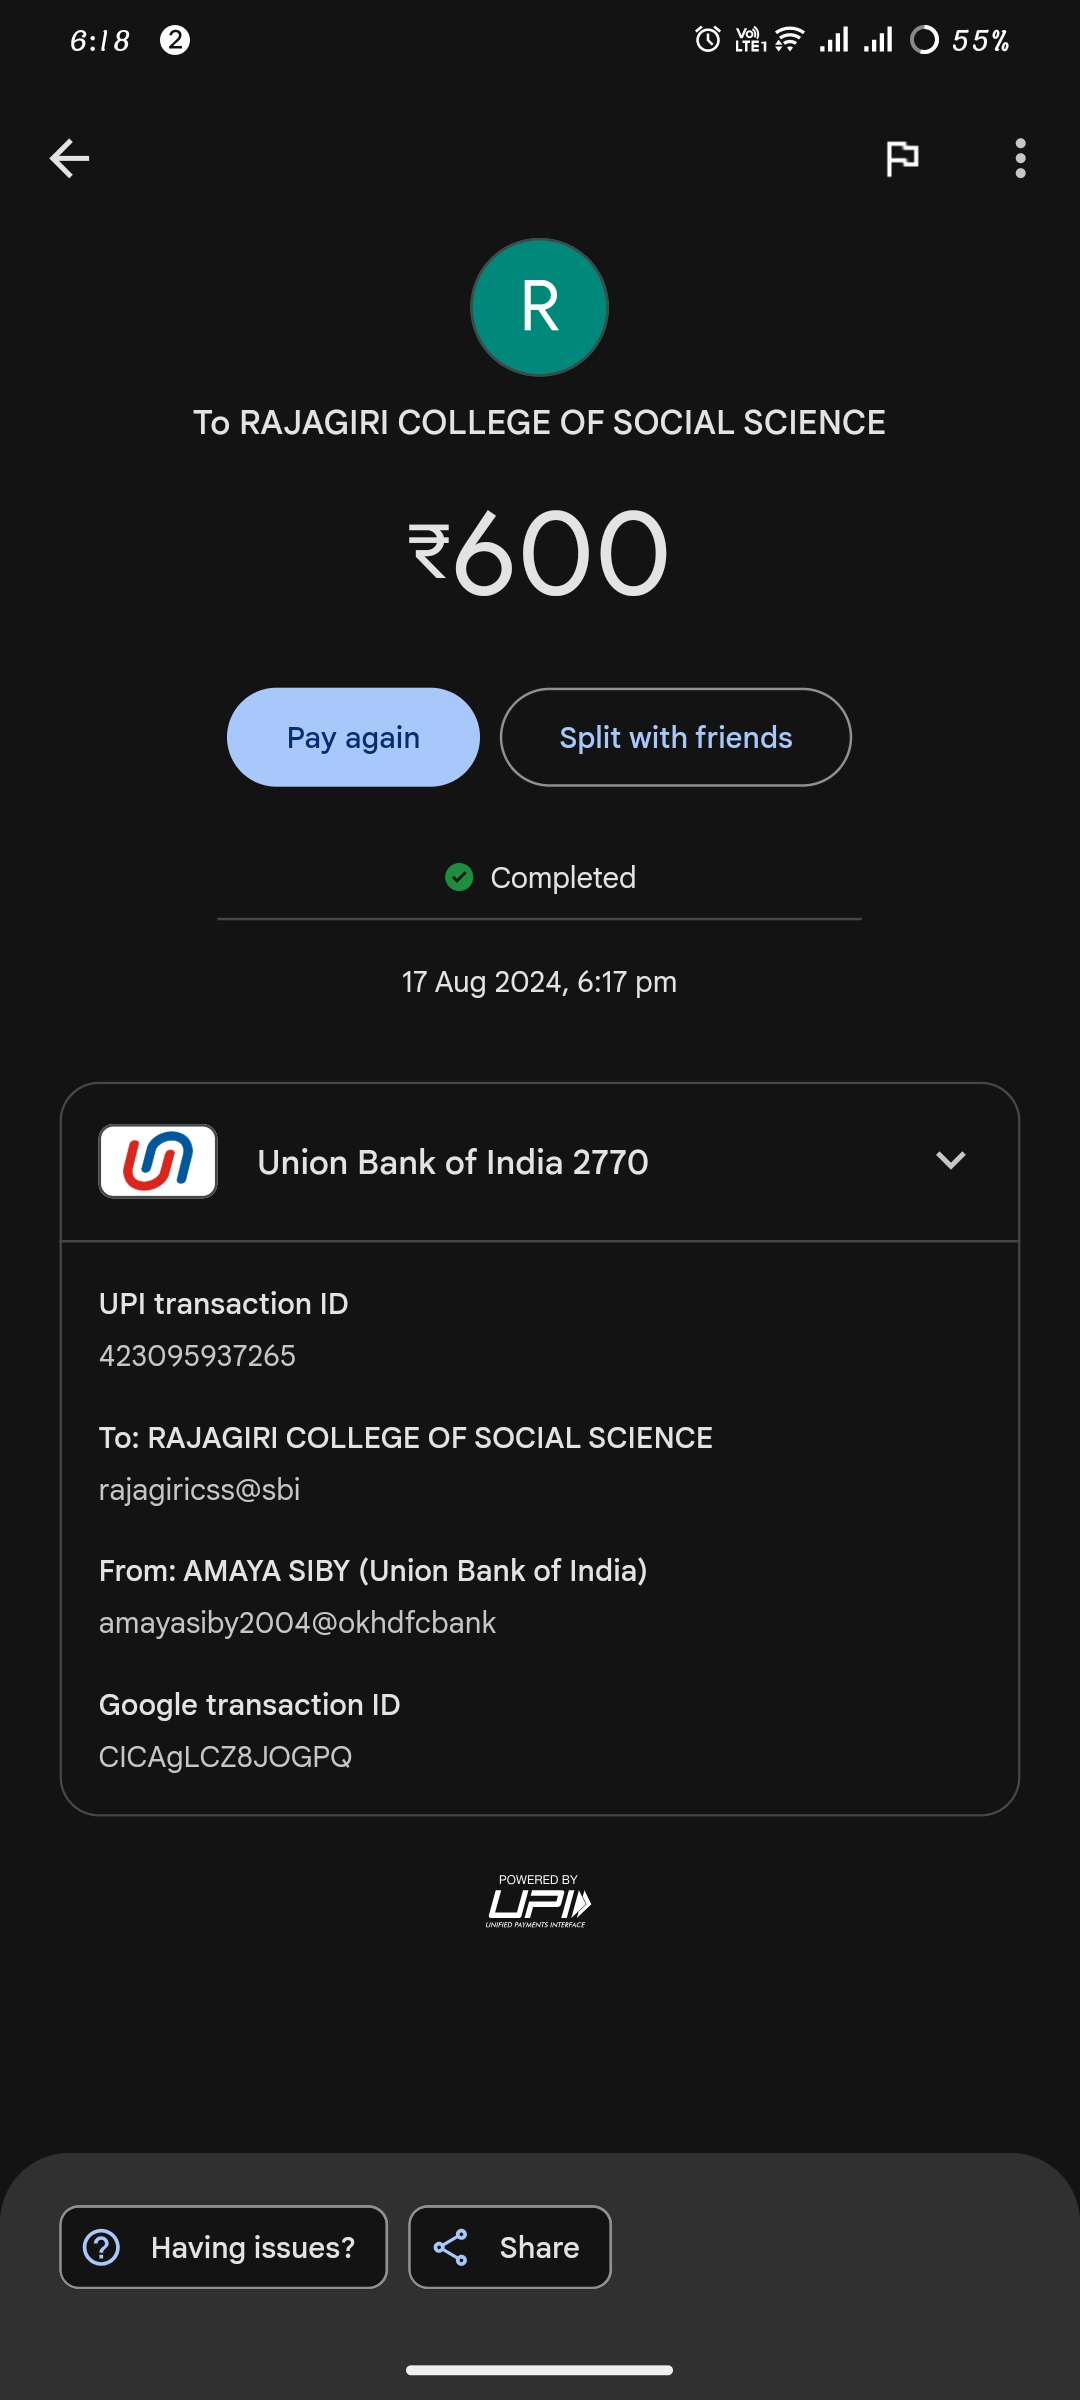 6:18 2 Vo)) LTE1 55%
R
To RAJAGIRI COLLEGE OF SOCIAL SCIENCE
₹600
Pay again Split with friends
Completed
17 Aug 2024, 6:17 pm
Union Bank of India 2770
UPI transaction ID
423095937265
To: RAJAGIRI COLLEGE OF SOCIAL SCIENCE
rajagiricss@sbi
From: AMAYA SIBY (Union Bank of India)
amayasiby2004@okhdfcbank
Google transaction ID
CICAgLCZ8JOGPQ
POWERED BY
UPI
UNIFIED PAYMENTS INTERFACE
Having issues? Share